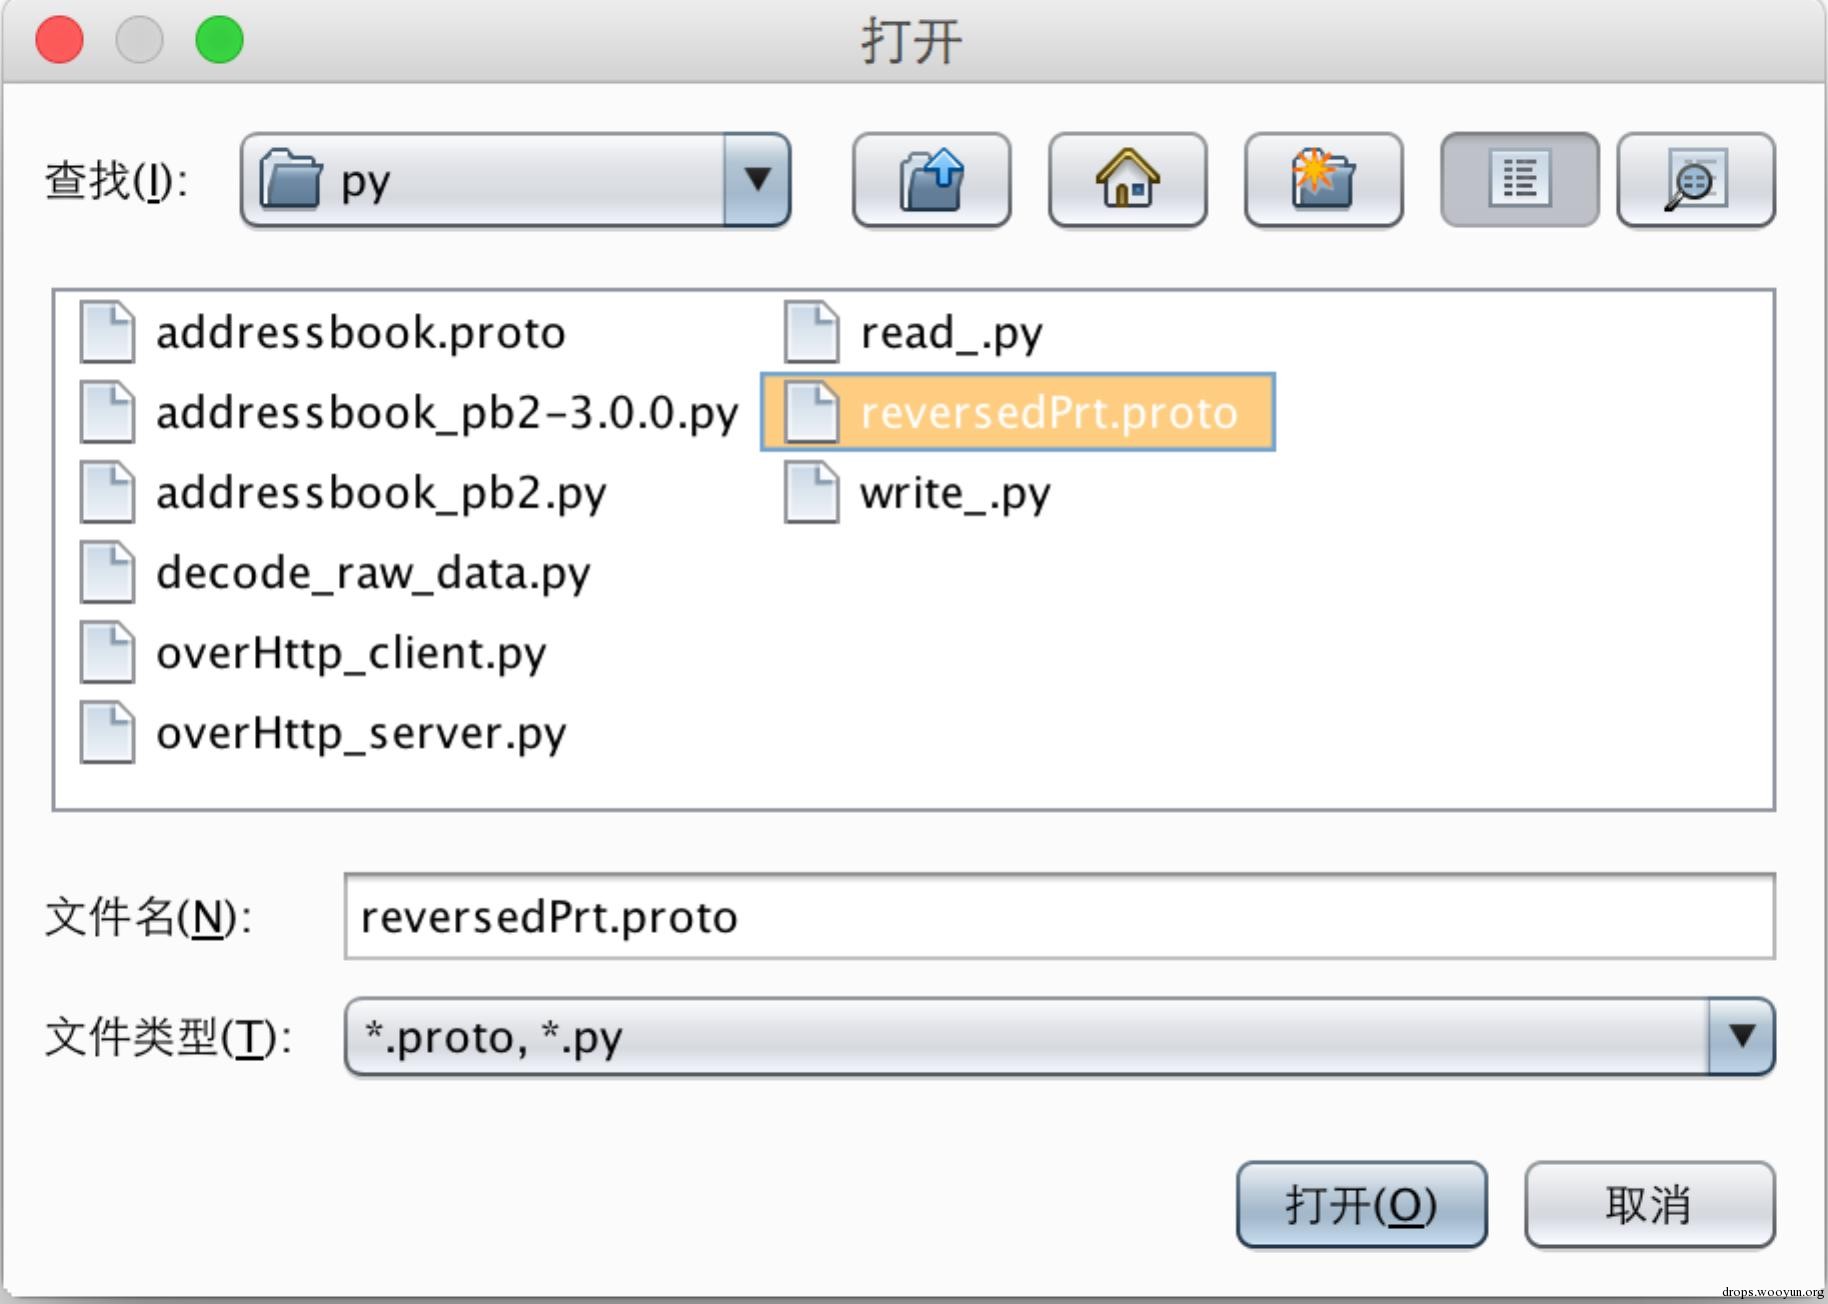 打开
查找(I): py
addressbook.proto
addressbook_pb2-3.0.0.py
addressbook_pb2.py
decode_raw_data.py
overHttp_client.py
overHttp_server.py
read_.py
reversedPrt.proto
write_.py
文件名(N): reversedPrt.proto
文件类型(T): *.proto, *.py
打开(O) 取消
drops.wooyun.org